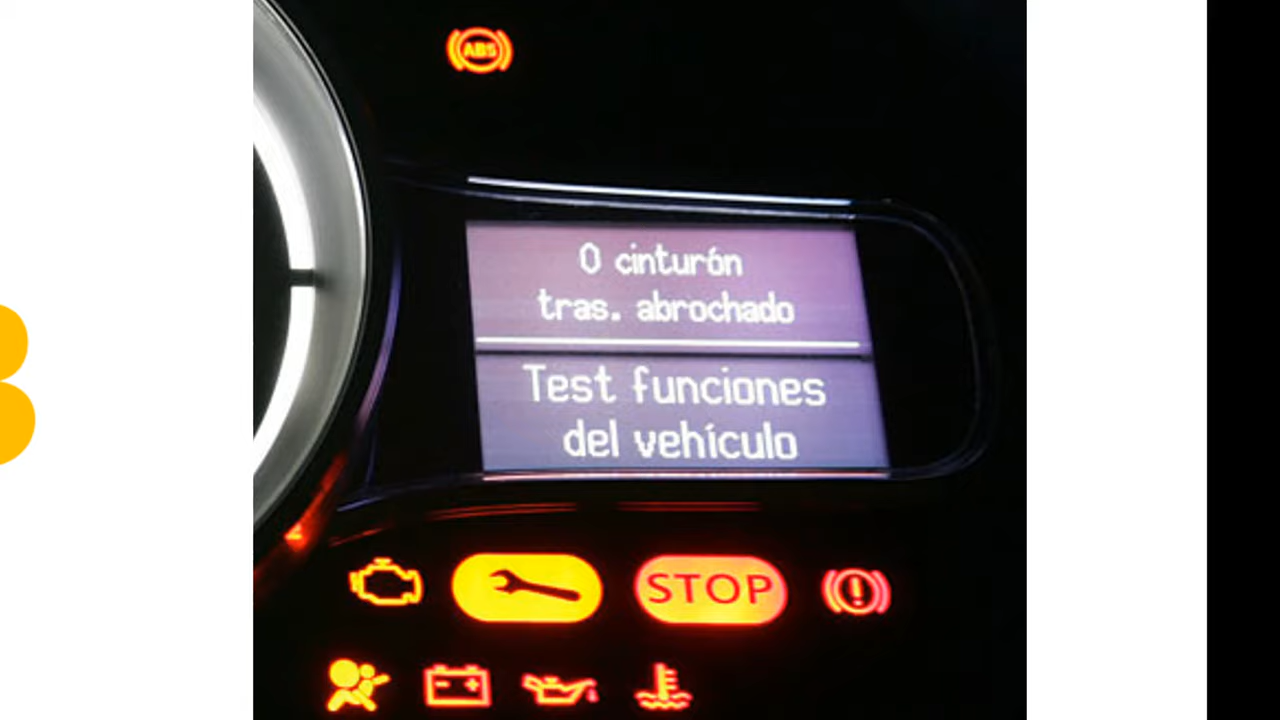 ABS
0 cinturón
tras. abrochado
Test funciones
del vehículo
STOP